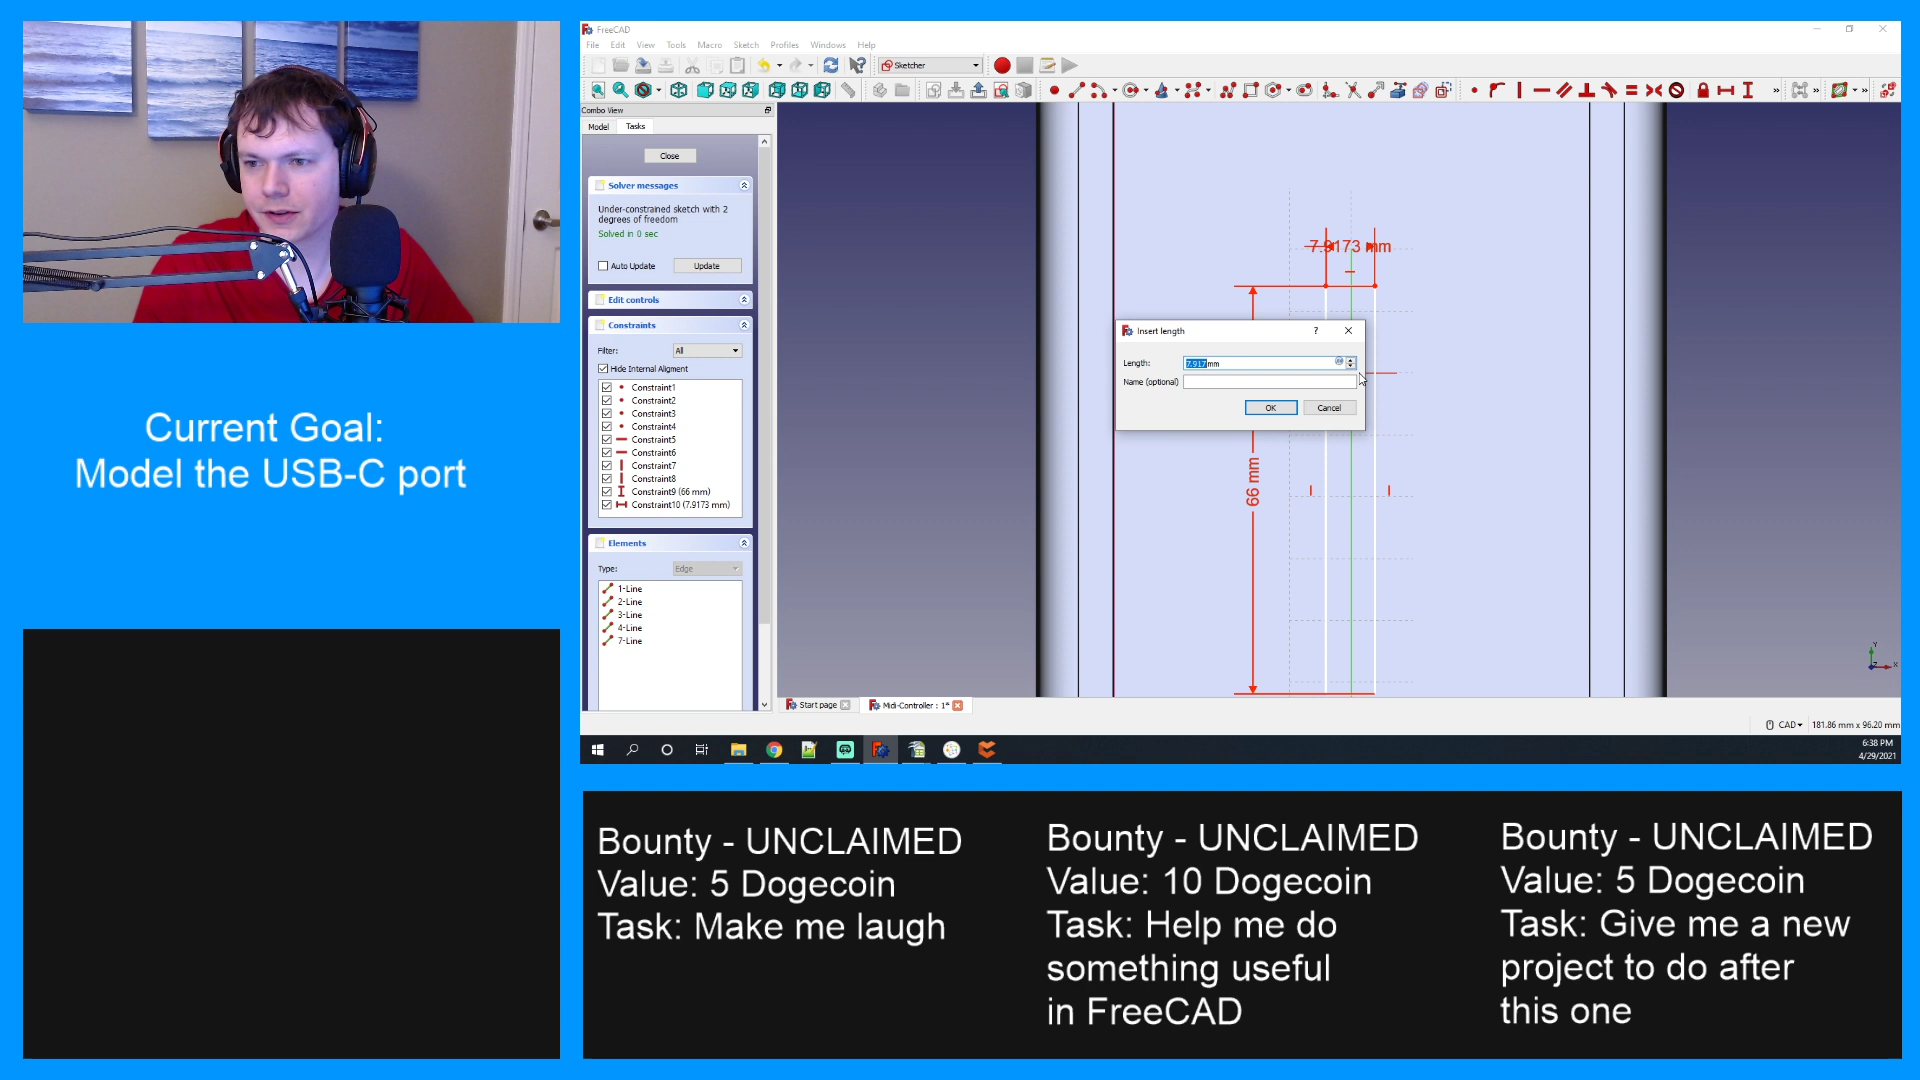 FreeCAD
File Edit View Tools Macro Sketch Profiles Windows Help
Sketcher
Combo View
Model Tasks
Close
Solver messages
Under-constrained sketch with 2
degrees of freedom
Solved in 0 sec
Auto Update Update
Edit controls
Constraints
Filter: All
Hide Internal Aligment
Constraint1
Constraint2
Constraint3
Constraint4
Constraint5
Constraint6
Constraint7
Constraint8
Constraint9 (66 mm)
Constraint10 (7.9173 mm)
Elements
Type: Edge
1-Line
2-Line
3-Line
4-Line
7-Line
7.9173 mm
66 mm
Insert length
?
Length: 7.917 mm
Name (optional)
OK Cancel
Y
X
Z
Start page
Midi-Controller : 1*
CAD 181.86 mm x 96.20 mm
6:38 PM
4/29/2021
Current Goal:
Model the USB-C port
Bounty - UNCLAIMED
Value: 5 Dogecoin
Task: Make me laugh
Bounty - UNCLAIMED
Value: 10 Dogecoin
Task: Help me do
something useful
in FreeCAD
Bounty - UNCLAIMED
Value: 5 Dogecoin
Task: Give me a new
project to do after
this one